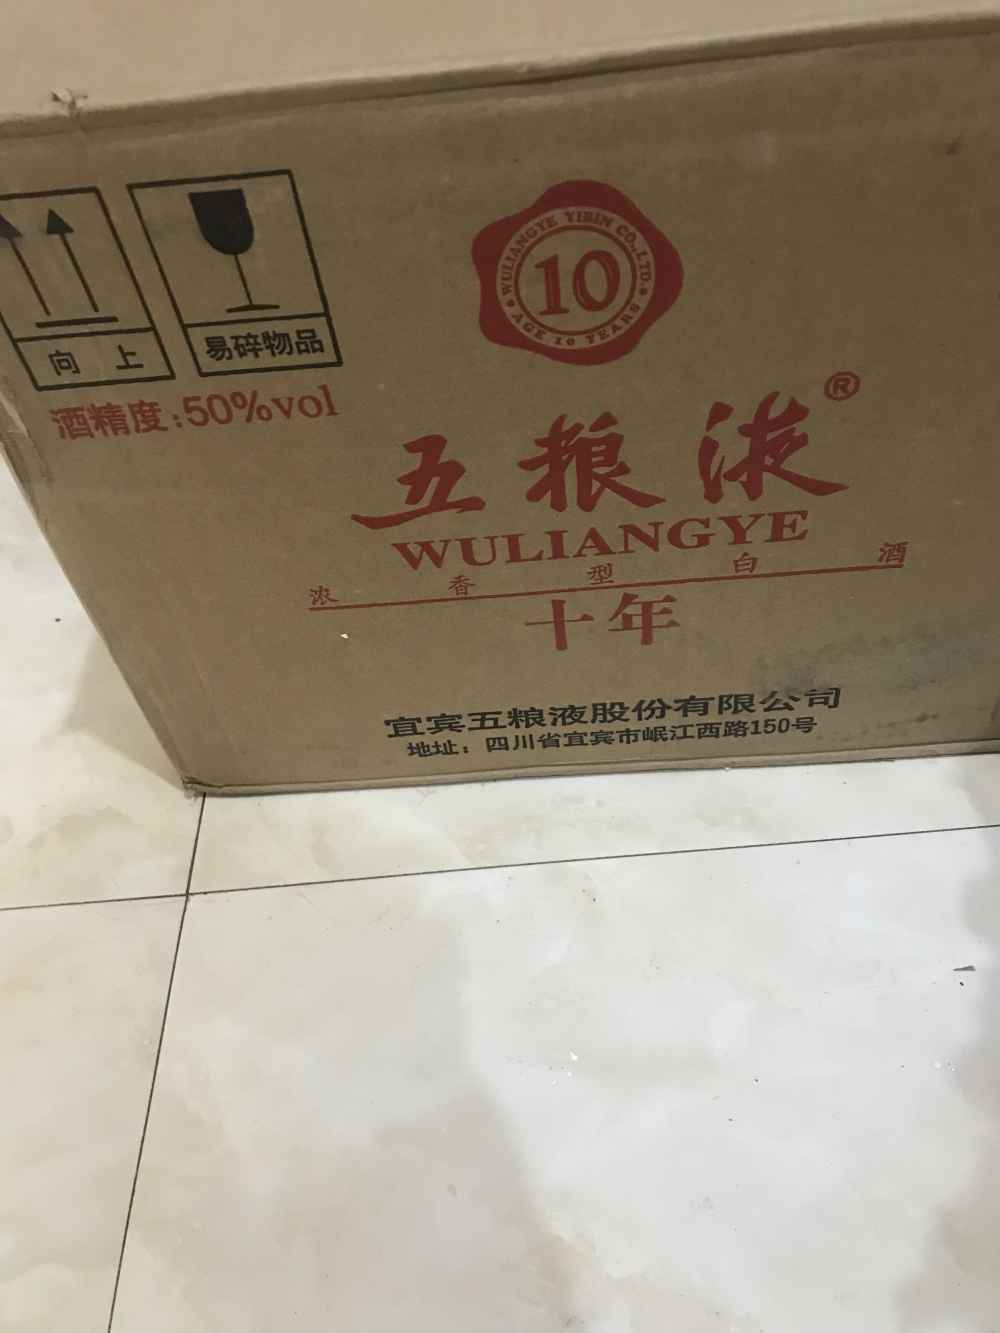 WULIANGYE YIBIN CO.,LTD.
10
AGE 10 YEARS
向上
易碎物品
酒精度:50%vol
五粮液®
WULIANGYE
浓香型白酒
十年
宜宾五粮液股份有限公司
地址：四川省宜宾市岷江西路150号